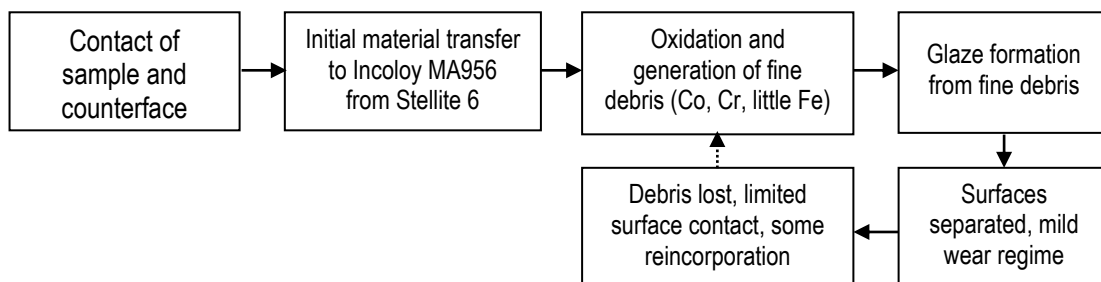 Contact of
sample and
counterface
Initial material transfer
to Incoloy MA956
from Stellite 6
Oxidation and
generation of fine
debris (Co, Cr, little Fe)
Glaze formation
from fine debris
Surfaces
separated, mild
wear regime
Debris lost, limited
surface contact, some
reincorporation